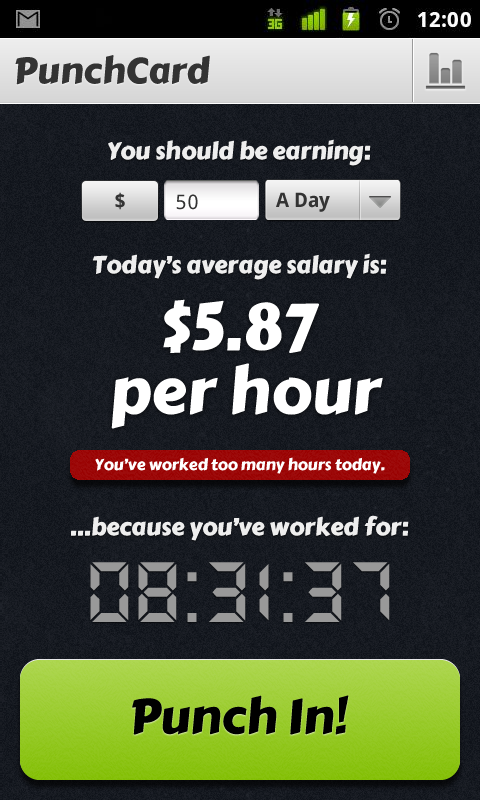 3G 12:00
PunchCard
You should be earning:
$ 50 A Day
Today's average salary is:
$5.87
per hour
You've worked too many hours today.
...because you've worked for:
08:31:37
Punch In!